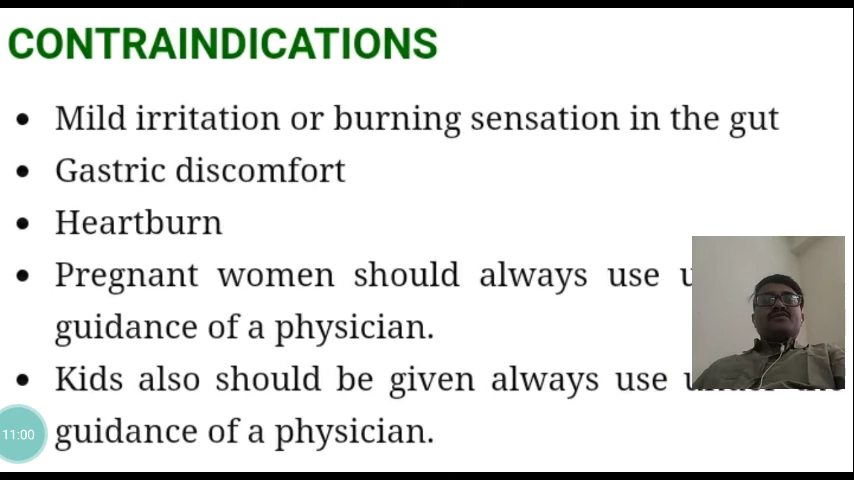 CONTRAINDICATIONS
• Mild irritation or burning sensation in the gut
• Gastric discomfort
• Heartburn
• Pregnant women should always use
guidance of a physician.
• Kids also should be given always use
guidance of a physician.
11:00